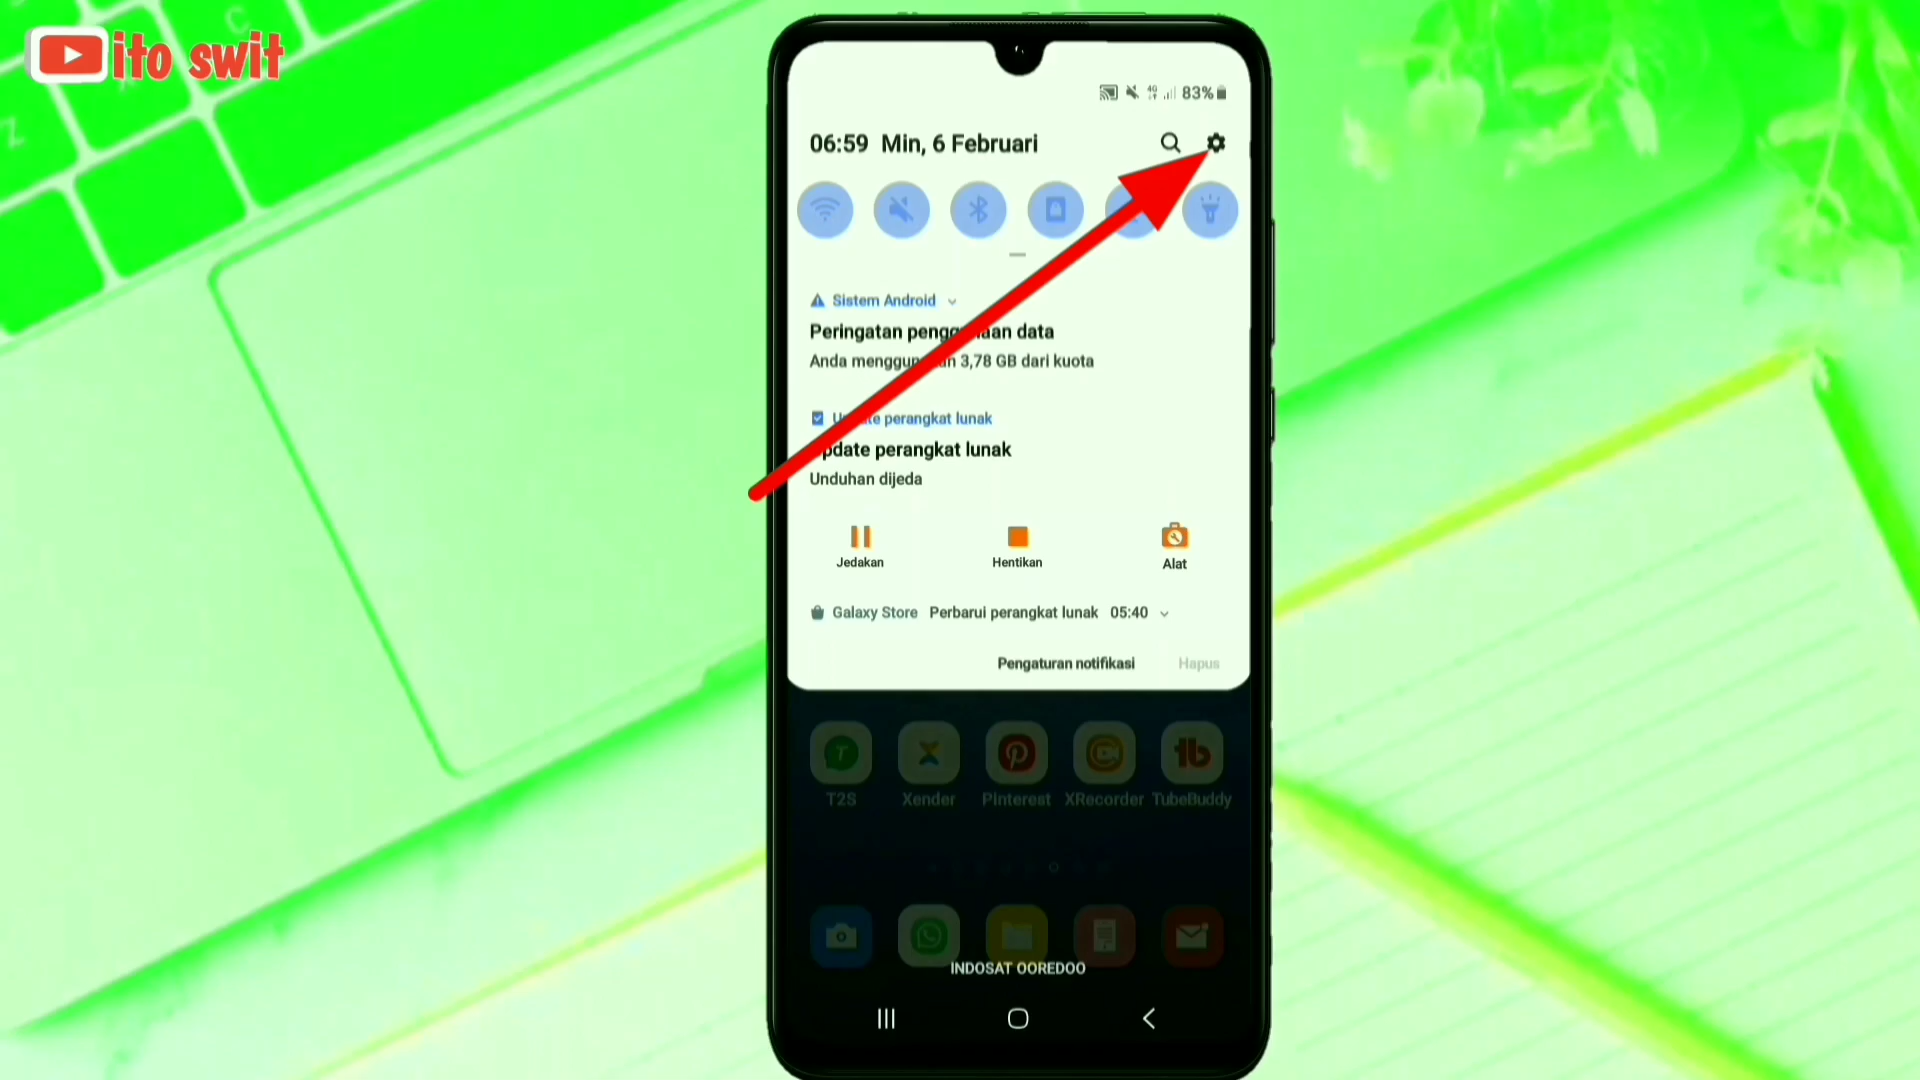 ito swit
83%
06:59 Min, 6 Februari
Sistem Android
Peringatan penggunaan data
Anda menggunakan 3,78 GB dari kuota
Update perangkat lunak
Update perangkat lunak
Unduhan dijeda
Jedakan Hentikan Alat
Galaxy Store Perbarui perangkat lunak 05:40
Pengaturan notifikasi Hapus
T2S Xender Pinterest XRecorder TubeBuddy
INDOSAT OOREDOO